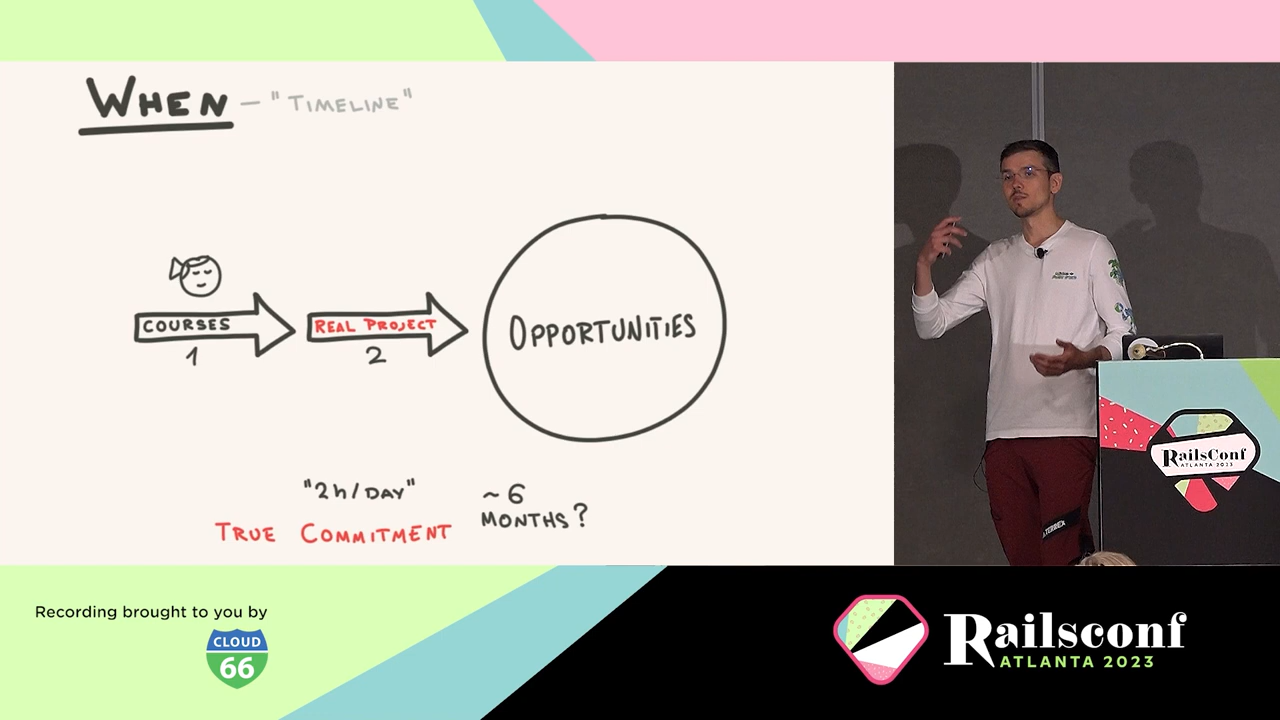 WHEN — "TIMELINE"
COURSES
1
REAL PROJECT
2
OPPORTUNITIES
"2h/DAY"
TRUE COMMITMENT
~ 6
MONTHS?
RailsConf
ATLANTA 2023
TERREX
Recording brought to you by
CLOUD
66
Railsconf
ATLANTA 2023